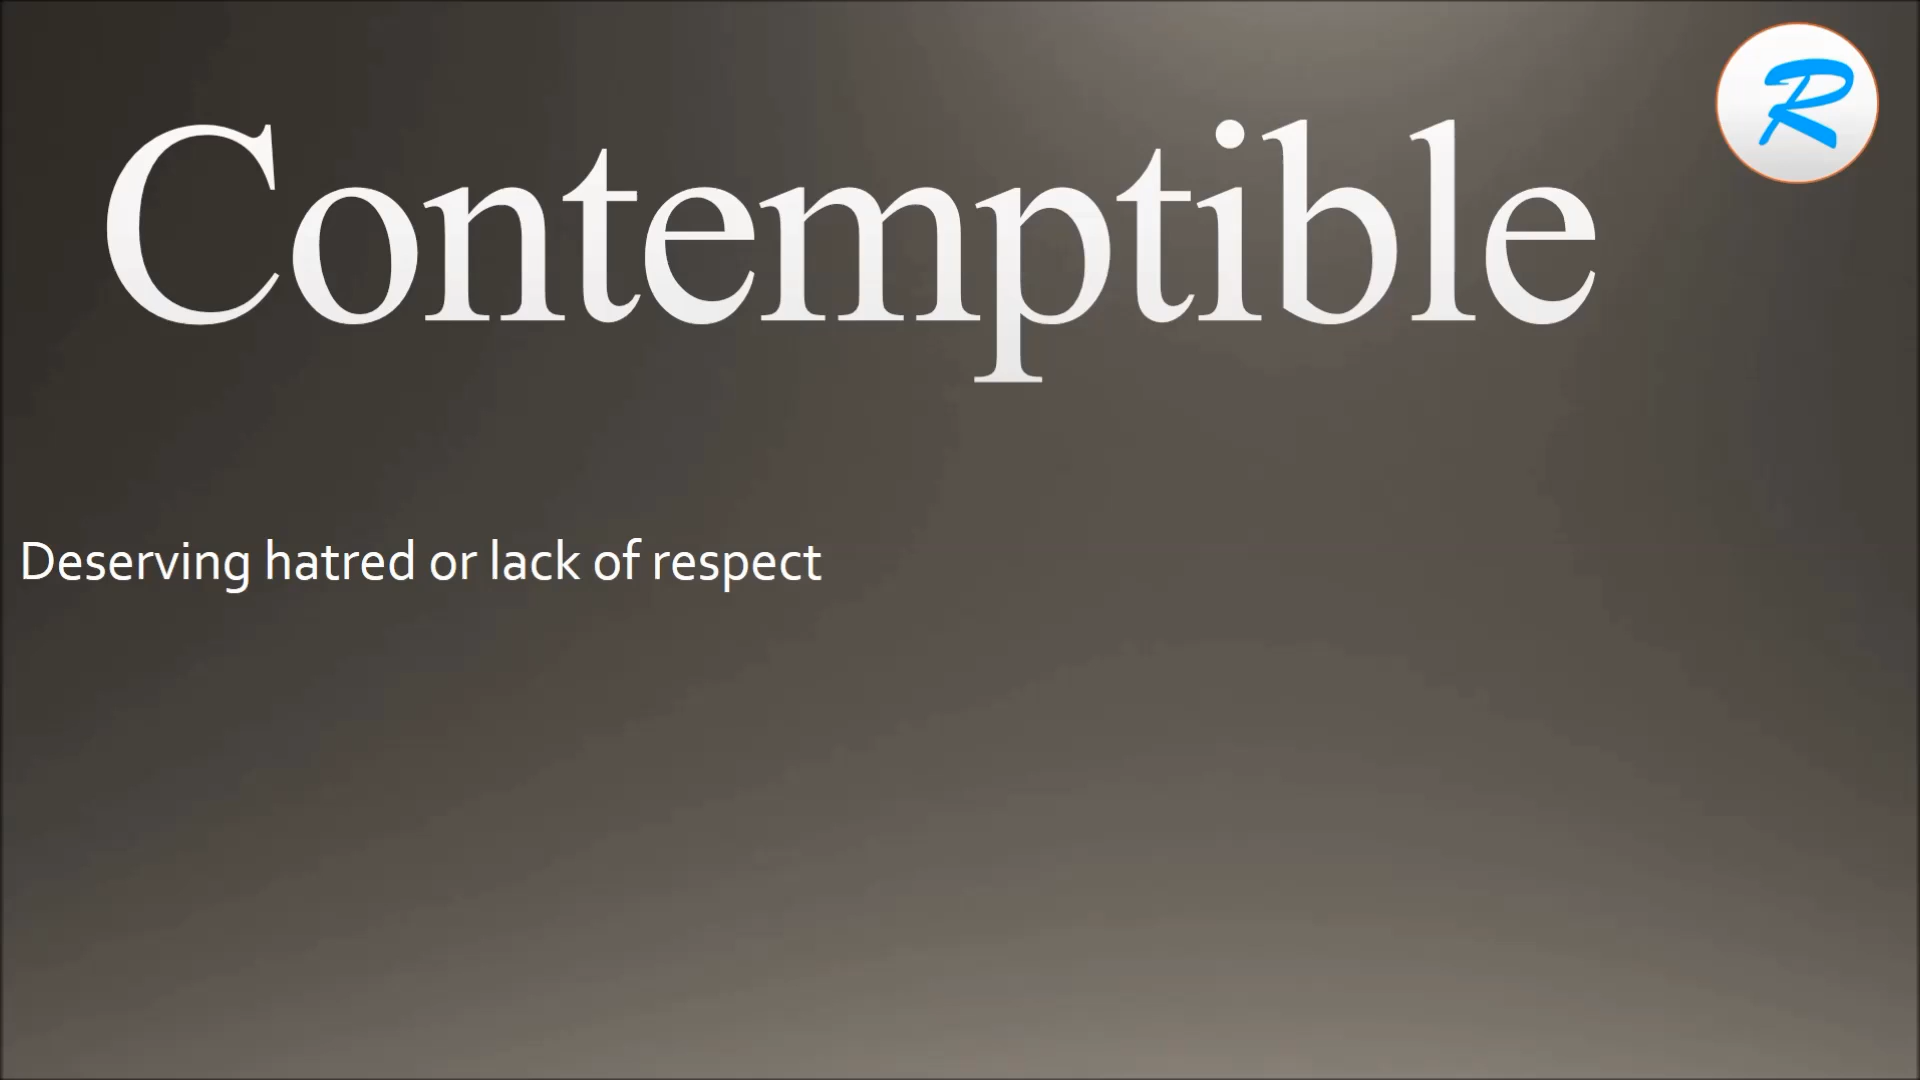 R
Contemptible
Deserving hatred or lack of respect